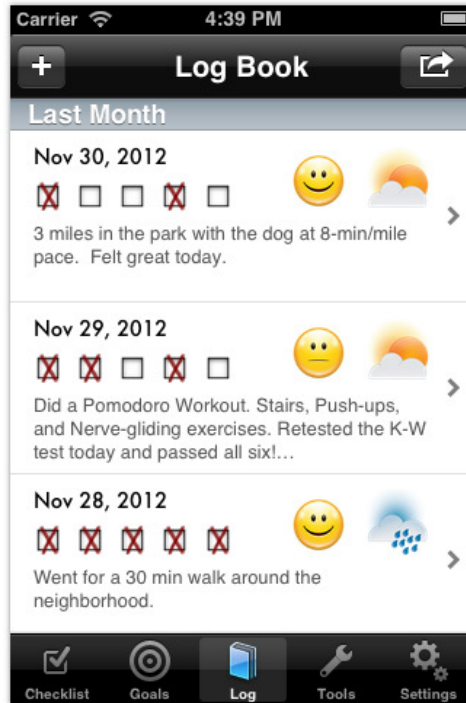 Carrier 4:39 PM
+ Log Book
Last Month
Nov 30, 2012
3 miles in the park with the dog at 8-min/mile
pace. Felt great today.
Nov 29, 2012
Did a Pomodoro Workout. Stairs, Push-ups,
and Nerve-gliding exercises. Retested the K-W
test today and passed all six!...
Nov 28, 2012
Went for a 30 min walk around the
neighborhood.
Checklist Goals Log Tools Settings